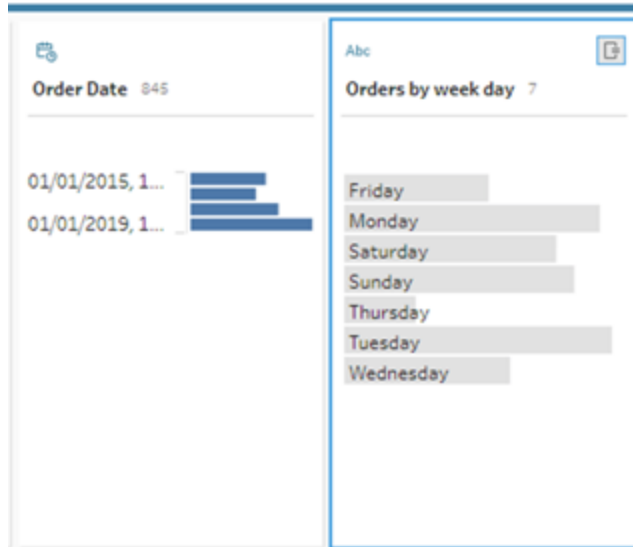 Order Date 845
01/01/2015, 1...
01/01/2019, 1...
Abc
Orders by week day 7
Friday
Monday
Saturday
Sunday
Thursday
Tuesday
Wednesday